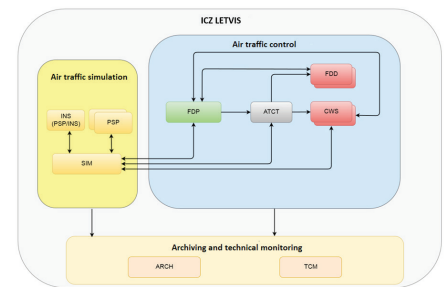 ICZ LETVIS
Air traffic control
Air traffic simulation
FDD
INS
(PSP/INS)
PSP
FDP
ATCT
CWS
SIM
Archiving and technical monitoring
ARCH
TCM